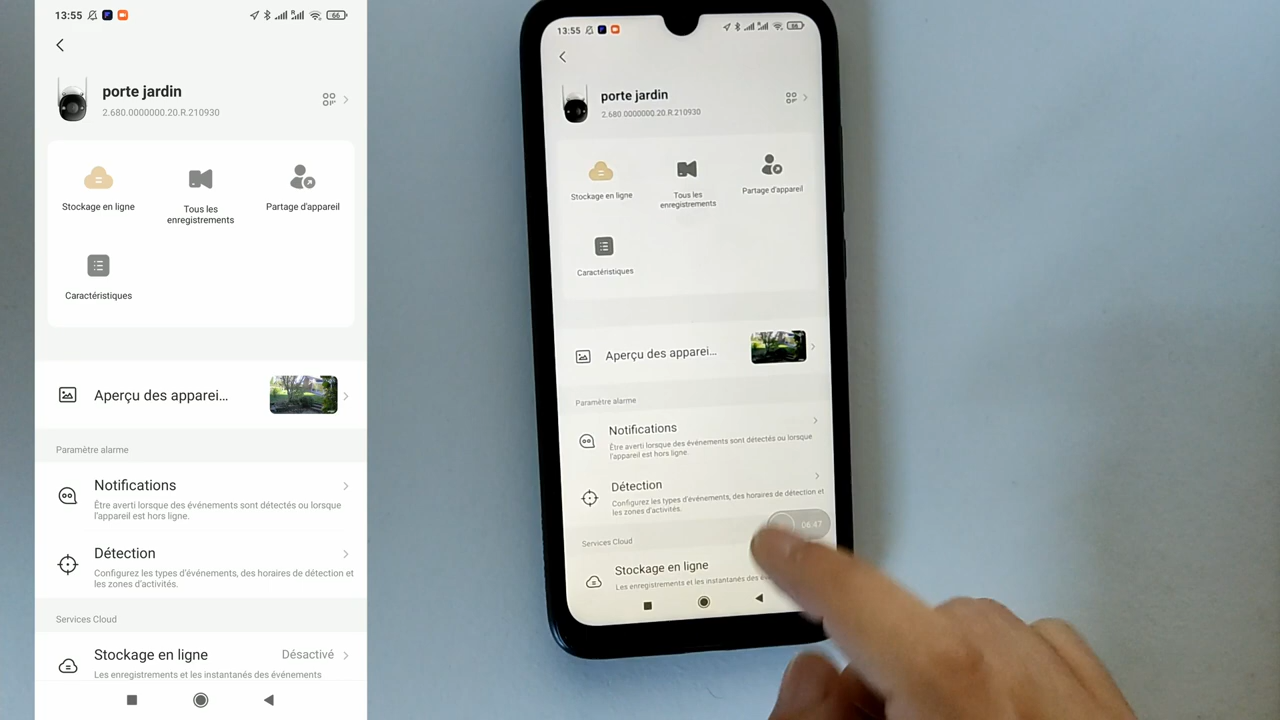 13:55
66
porte jardin
2.680.0000000.20.R.210930
Stockage en ligne
Tous les
enregistrements
Partage d'appareil
Caractéristiques
Aperçu des apparei...
Paramètre alarme
Notifications
Être averti lorsque des événements sont détectés ou lorsque
l'appareil est hors ligne.
Détection
Configurez les types d'événements, des horaires de détection et
les zones d'activités.
Services Cloud
Stockage en ligne
Désactivé
Les enregistrements et les instantanés des événements
13:55
66
porte jardin
2.680.0000000.20.R.210930
Stockage en ligne
Tous les
enregistrements
Partage d'appareil
Caractéristiques
Aperçu des apparei...
Paramètre alarme
Notifications
Être averti lorsque des événements sont détectés ou lorsque
l'appareil est hors ligne.
Détection
Configurez les types d'événements, des horaires de détection et
les zones d'activités.
06:47
Services Cloud
Stockage en ligne
Les enregistrements et les instantanés des